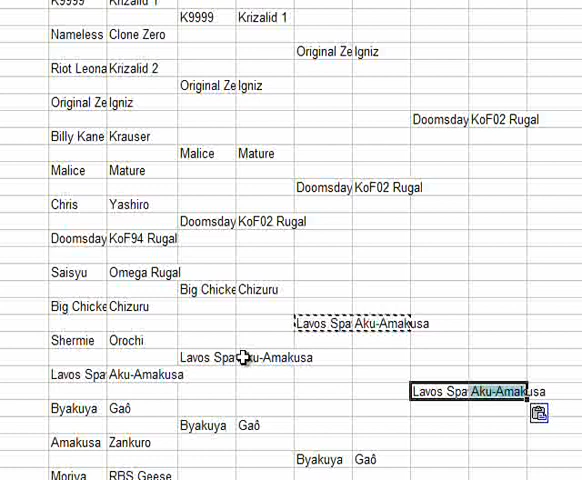 K9999 Krizalid 1
K9999 Krizalid 1
Nameless Clone Zero
Original Ze Igniz
Riot Leona Krizalid 2
Original Ze Igniz
Original Ze Igniz
Doomsday KoF02 Rugal
Billy Kane Krauser
Malice Mature
Malice Mature
Doomsday KoF02 Rugal
Chris Yashiro
Doomsday KoF02 Rugal
Doomsday KoF94 Rugal
Saisyu Omega Rugal
Big Chicke Chizuru
Big Chicke Chizuru
Lavos Spa Aku-Amakusa
Shermie Orochi
Lavos Spa Aku-Amakusa
Lavos Spa Aku-Amakusa
Lavos Spa Aku-Amakusa
Byakuya Gaô
Byakuya Gaô
Amakusa Zankuro
Byakuya Gaô
Moriya RBS Geese